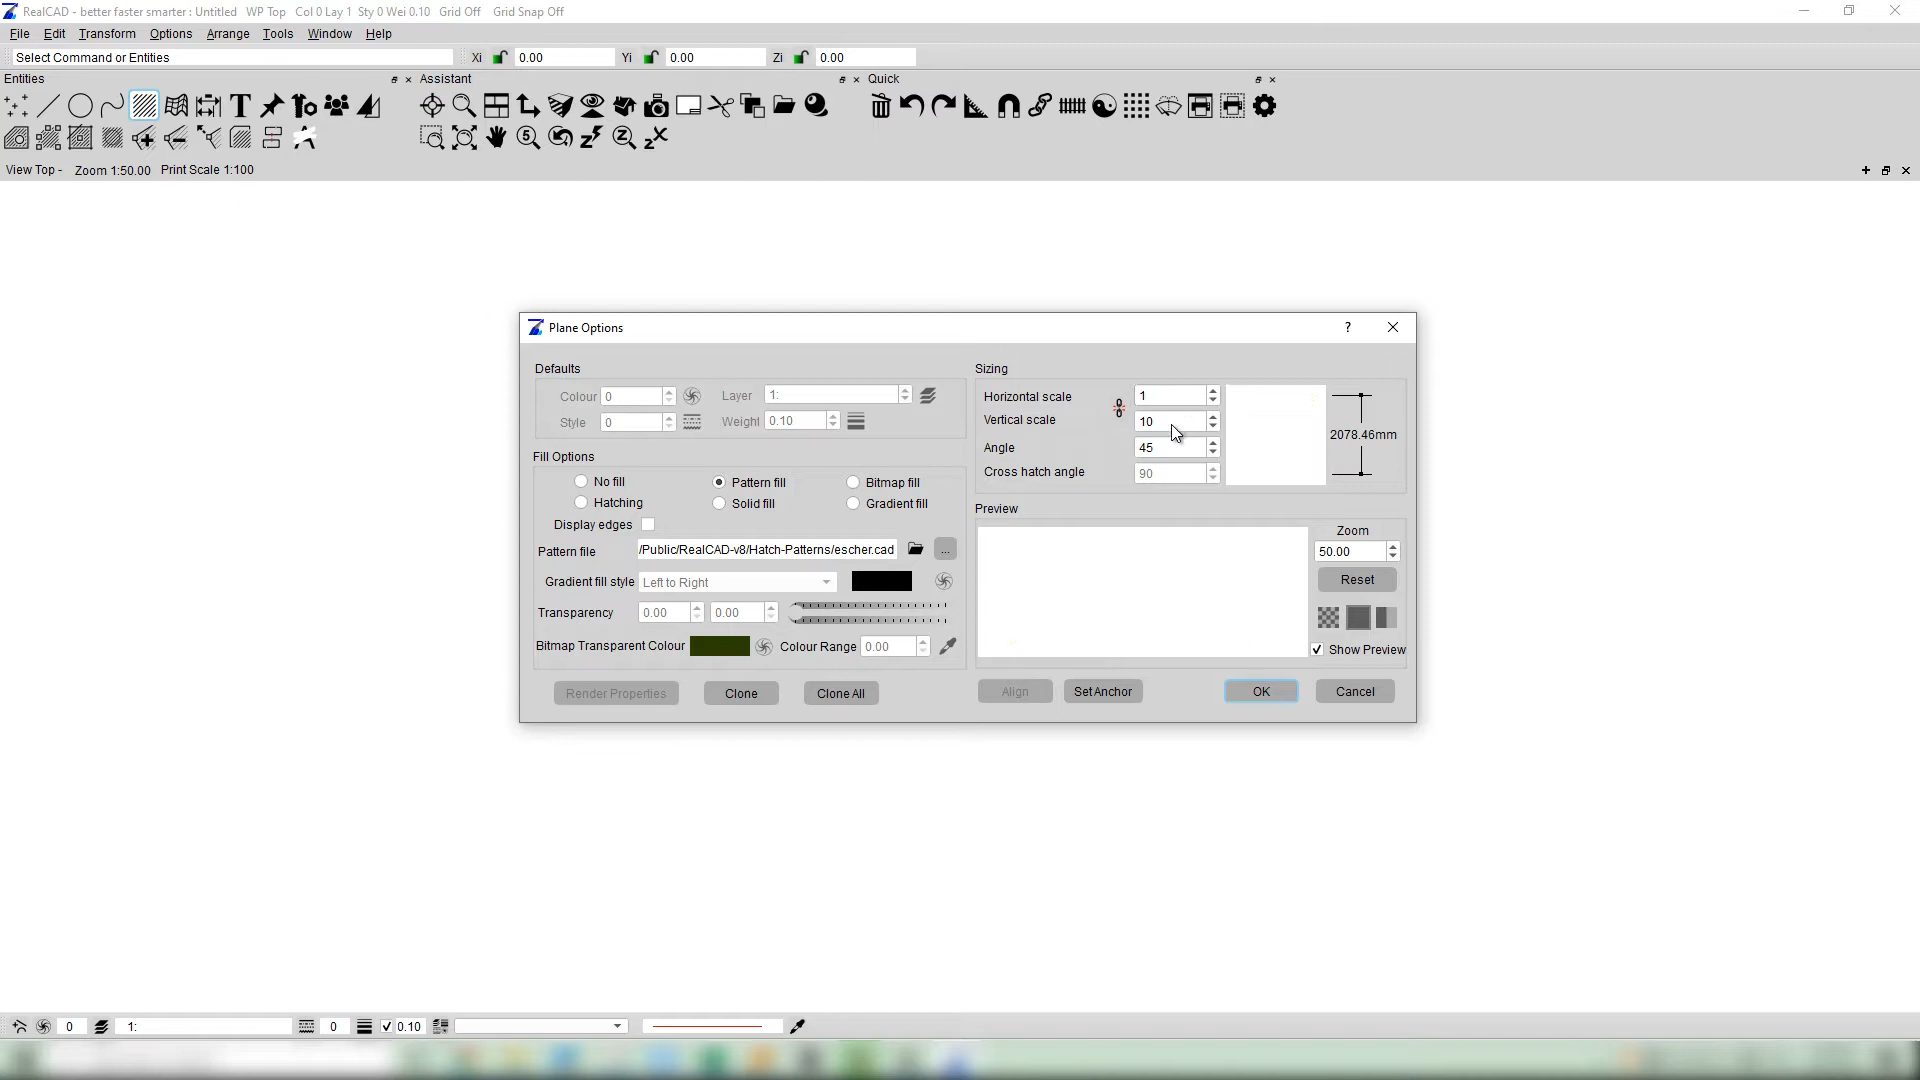 RealCAD - better faster smarter : Untitled WP Top Col 0 Lay 1 Sty 0 Wei 0.10 Grid Off Grid Snap Off
File Edit Transform Options Arrange Tools Window Help
Select Command or Entities Xi 0.00 Yi 0.00 Zi 0.00
Entities Assistant Quick
View Top - Zoom 1:50.00 Print Scale 1:100
Plane Options
Defaults
Colour 0 Layer 1:
Style 0 Weight 0.10
Fill Options
No fill Pattern fill Bitmap fill
Hatching Solid fill Gradient fill
Display edges
Pattern file /Public/RealCAD-v8/Hatch-Patterns/escher.cad ...
Gradient fill style Left to Right
Transparency 0.00 0.00
Bitmap Transparent Colour Colour Range 0.00
Render Properties Clone Clone All
Sizing
Horizontal scale 1
Vertical scale 10
2078.46mm
Angle 45
Cross hatch angle 90
Preview
Zoom
50.00
Reset
Show Preview
Align Set Anchor OK Cancel
0 1: 0 0.10